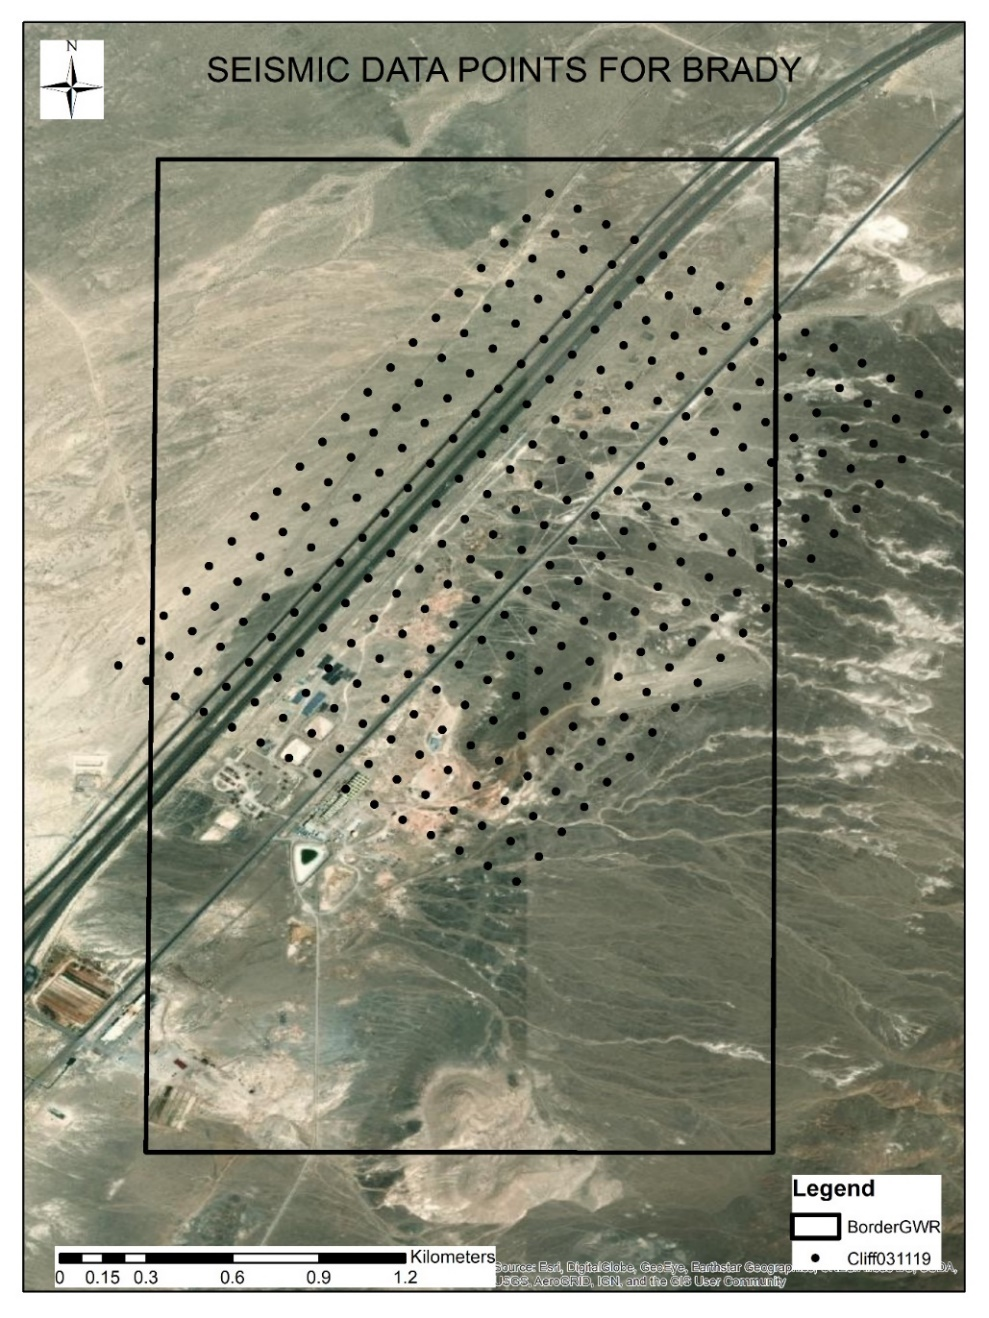 N
SEISMIC DATA POINTS FOR BRADY
Legend
BorderGWR
Cliff031119
Kilometers
0 0.15 0.3 0.6 0.9 1.2
Source: Esri, DigitalGlobe, GeoEye, Earthstar Geographics,
USGS, AeroGRID, IGN, and the GIS User Community